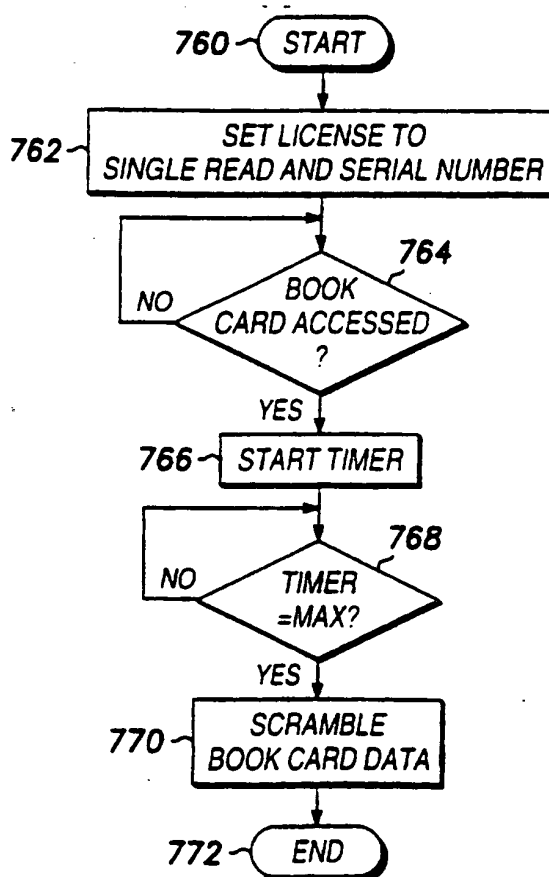 760
START
762
SET LICENSE TO
SINGLE READ AND SERIAL NUMBER
764
NO
BOOK
CARD ACCESSED
?
YES
766
START TIMER
768
NO
TIMER
=MAX?
YES
770
SCRAMBLE
BOOK CARD DATA
772
END